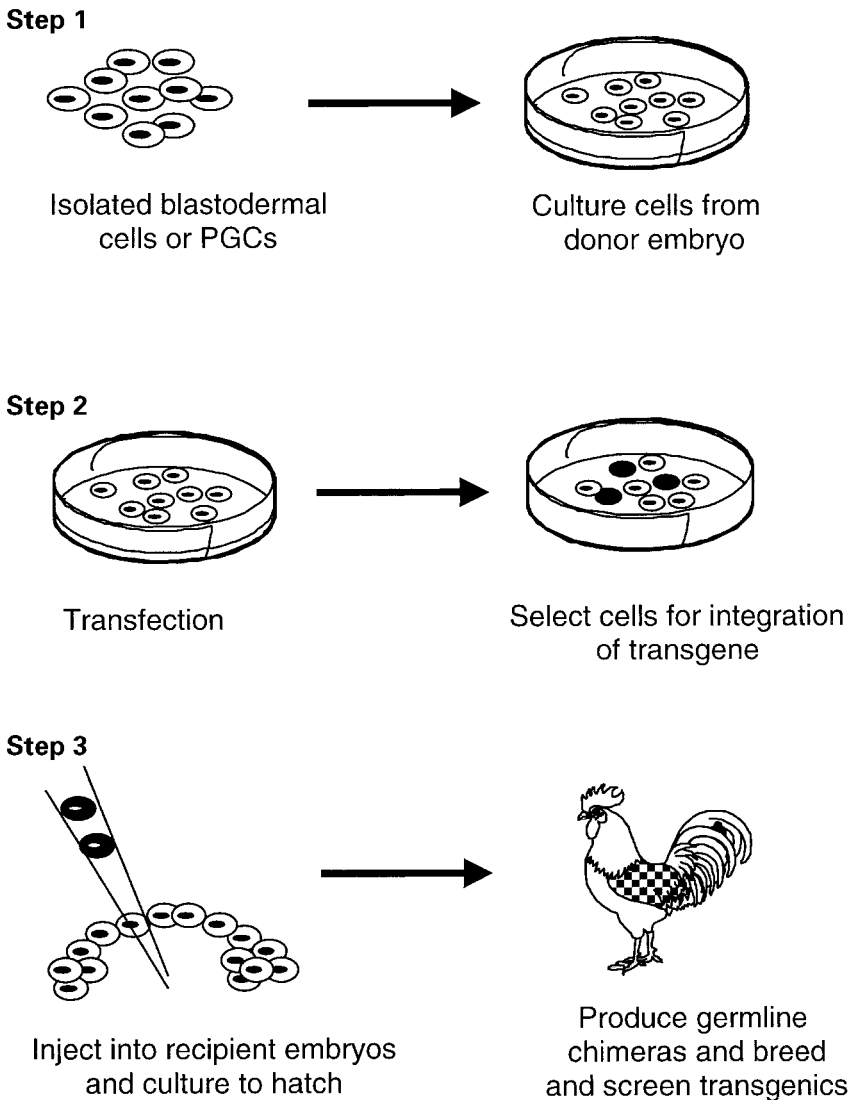 Step 1
Isolated blastodermal
cells or PGCs
Culture cells from
donor embryo
Step 2
Transfection
Select cells for integration
of transgene
Step 3
Inject into recipient embryos
and culture to hatch
Produce germline
chimeras and breed
and screen transgenics